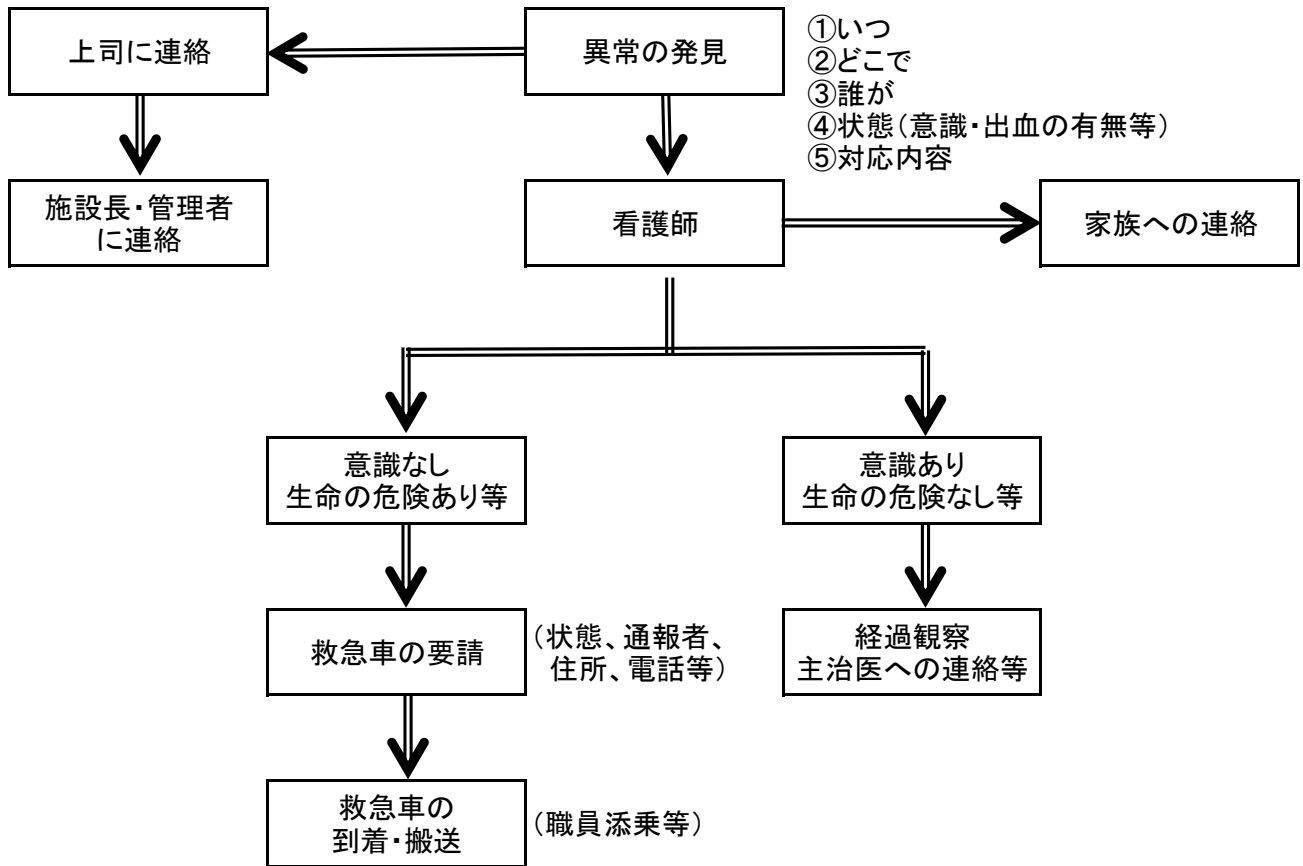 上司に連絡
異常の発見
①いつ
②どこで
③誰が
④状態(意識・出血の有無等)
⑤対応内容
施設長・管理者
に連絡
看護師
家族への連絡
意識なし
生命の危険あり等
意識あり
生命の危険なし等
救急車の要請
(状態、通報者、
住所、電話等)
経過観察
主治医への連絡等
救急車の
到着・搬送
(職員添乗等)